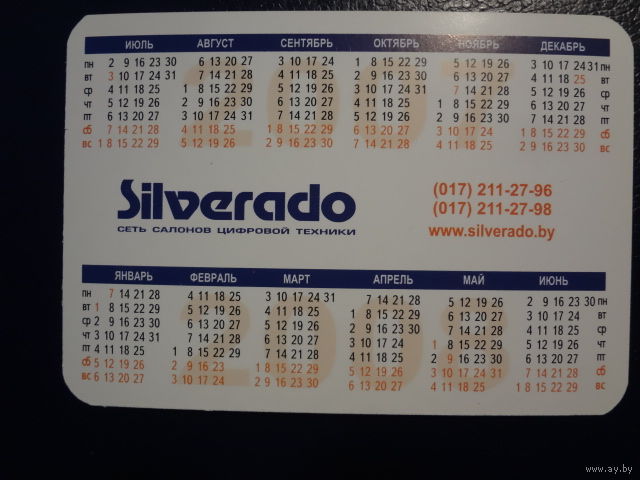 ИЮЛЬ АВГУСТ СЕНТЯБРЬ ОКТЯБРЬ НОЯБРЬ ДЕКАБРЬ
пн 2 9 16 23 30 6 13 20 27 3 10 17 24 1 8 15 22 29 5 12 19 26 3 10 17 24 31 пн
вт 3 10 17 24 31 7 14 21 28 4 11 18 25 2 9 16 23 30 6 13 20 27 4 11 18 25 вт
ср 4 11 18 25 1 8 15 22 29 5 12 19 26 3 10 17 24 31 7 14 21 28 5 12 19 26 ср
чт 5 12 19 26 2 9 16 23 30 6 13 20 27 4 11 18 25 1 8 15 22 29 6 13 20 27 чт
пт 6 13 20 27 3 10 17 24 31 7 14 21 28 5 12 19 26 2 9 16 23 30 7 14 21 28 пт
сб 7 14 21 28 4 11 18 25 1 8 15 22 29 6 13 20 27 3 10 17 24 1 8 15 22 29 сб
вс 1 8 15 22 29 5 12 19 26 2 9 16 23 30 7 14 21 28 4 11 18 25 2 9 16 23 30 вс
2007
Silverado
СЕТЬ САЛОНОВ ЦИФРОВОЙ ТЕХНИКИ
(017) 211-27-96
(017) 211-27-98
www.silverado.by
ЯНВАРЬ ФЕВРАЛЬ МАРТ АПРЕЛЬ МАЙ ИЮНЬ
пн 7 14 21 28 4 11 18 25 3 10 17 24 31 7 14 21 28 5 12 19 26 2 9 16 23 30 пн
вт 1 8 15 22 29 5 12 19 26 4 11 18 25 1 8 15 22 29 6 13 20 27 3 10 17 24 вт
ср 2 9 16 23 30 6 13 20 27 5 12 19 26 2 9 16 23 30 7 14 21 28 4 11 18 25 ср
чт 3 10 17 24 31 7 14 21 28 6 13 20 27 3 10 17 24 1 8 15 22 29 5 12 19 26 чт
пт 4 11 18 25 1 8 15 22 29 7 14 21 28 4 11 18 25 2 9 16 23 30 6 13 20 27 пт
сб 5 12 19 26 2 9 16 23 1 8 15 22 29 5 12 19 26 3 10 17 24 31 7 14 21 28 сб
вс 6 13 20 27 3 10 17 24 2 9 16 23 30 6 13 20 27 4 11 18 25 1 8 15 22 29 вс
2008
www.ay.by